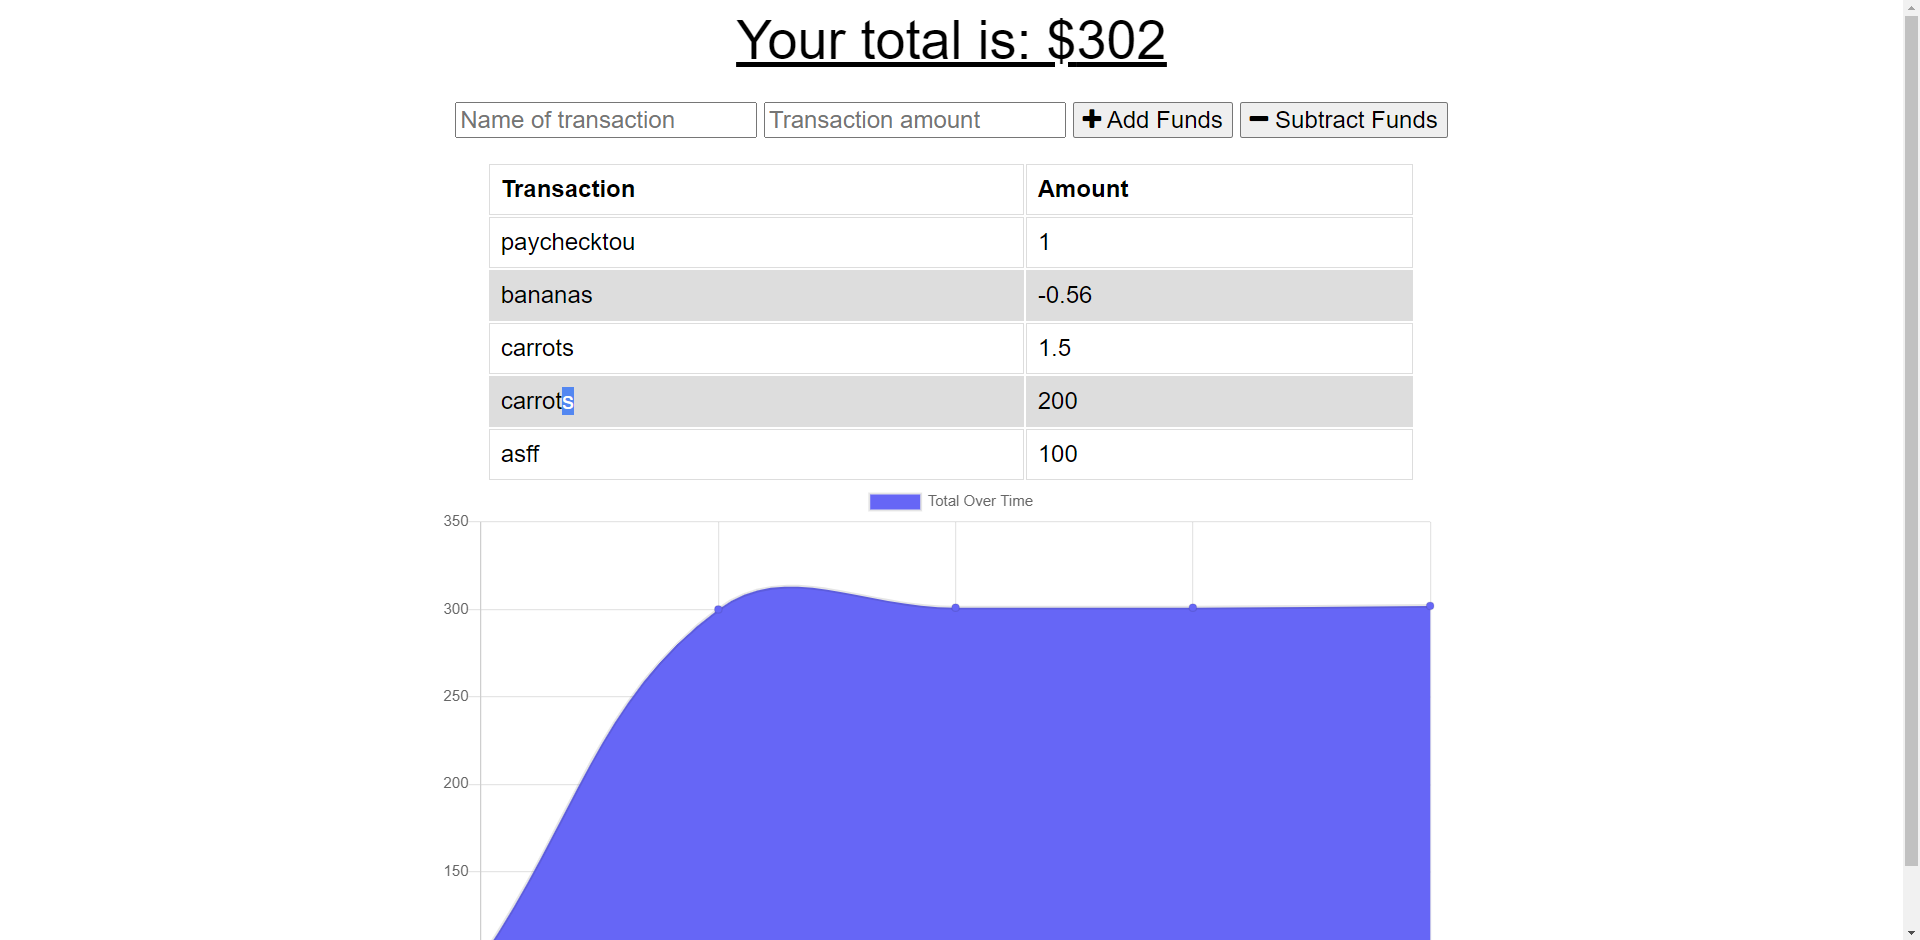 Your total is: $302
Name of transaction Transaction amount Add Funds Subtract Funds
Transaction Amount
paychecktou 1
bananas -0.56
carrots 1.5
carrots 200
asff 100
Total Over Time
350
300
250
200
150